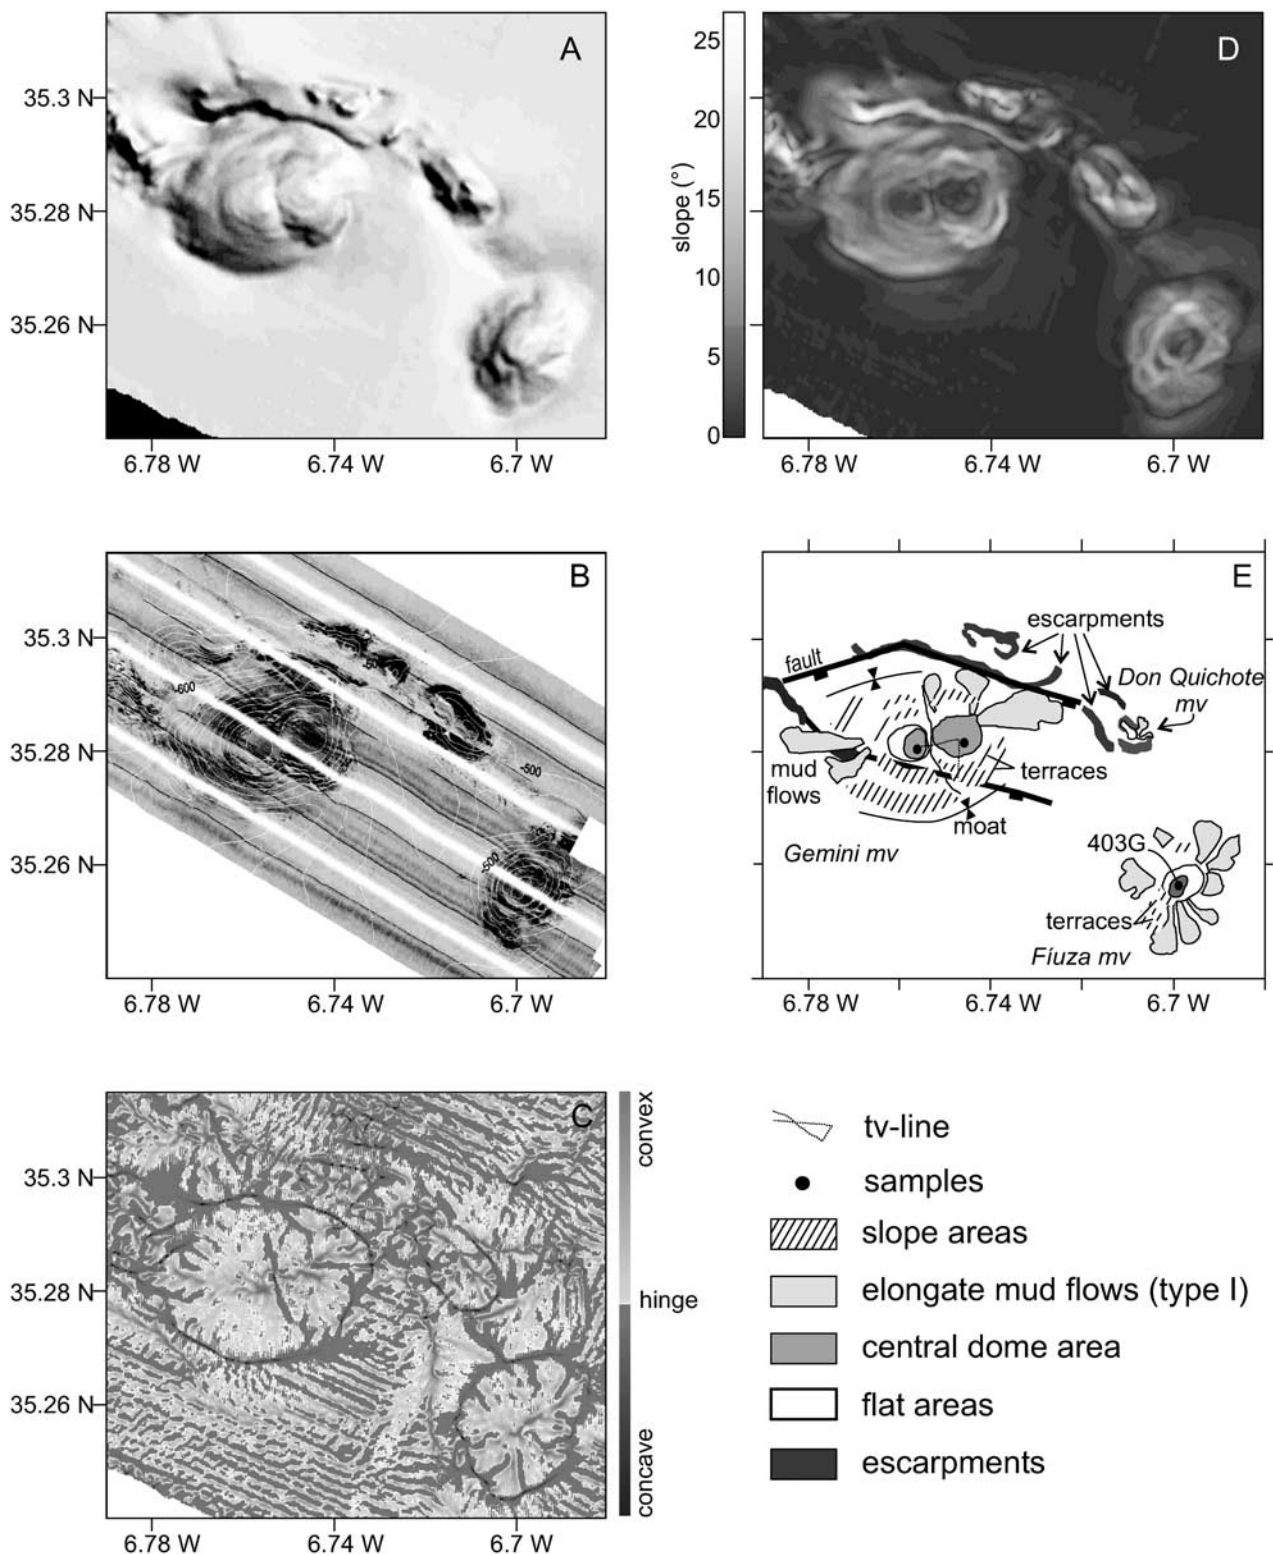 A
35.3 N
35.28 N
35.26 N
6.78 W
6.74 W
6.7 W
D
slope (°)
25
20
15
10
5
0
6.78 W
6.74 W
6.7 W
B
35.3 N
35.28 N
35.26 N
-500
-600
-500
-500
6.78 W
6.74 W
6.7 W
E
escarpments
fault
Don Quichote
mv
mud
flows
terraces
moat
Gemini mv
403G
terraces
Fíuza mv
6.78 W
6.74 W
6.7 W
C
35.3 N
35.28 N
35.26 N
convex
hinge
concave
6.78 W
6.74 W
6.7 W
tv-line
samples
slope areas
elongate mud flows (type I)
central dome area
flat areas
escarpments